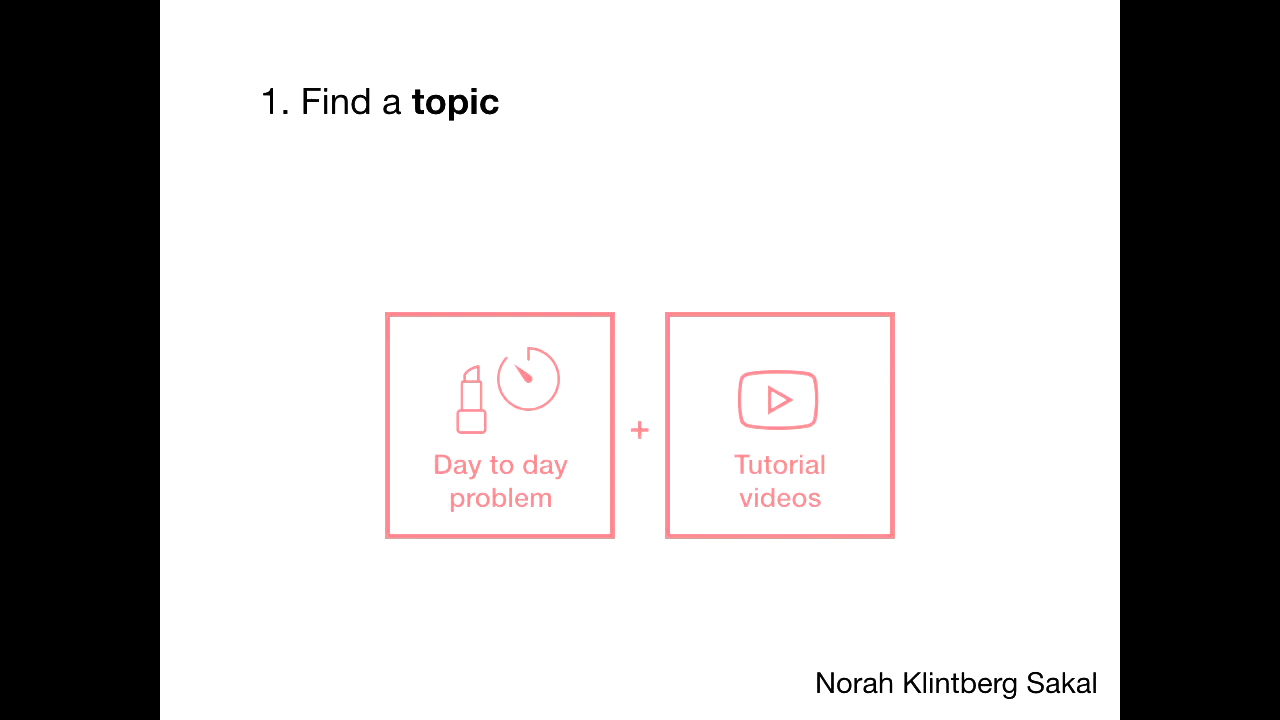 1. Find a topic
Day to day
problem
+
Tutorial
videos
Norah Klintberg Sakal